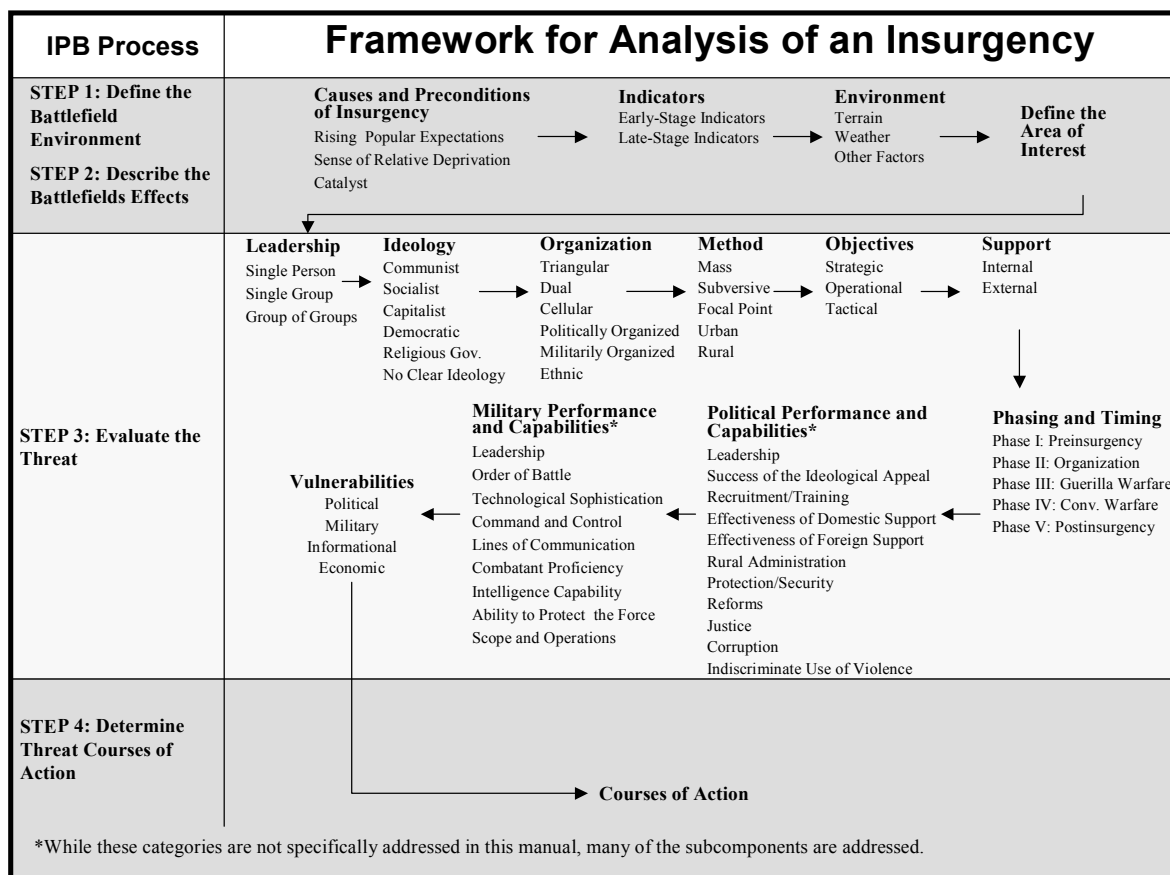 IPB Process
Framework for Analysis of an Insurgency
STEP 1: Define the
Battlefield
Environment
STEP 2: Describe the
Battlefields Effects
Causes and Preconditions
of Insurgency
Rising Popular Expectations
Sense of Relative Deprivation
Catalyst
Indicators
Early-Stage Indicators
Late-Stage Indicators
Environment
Terrain
Weather
Other Factors
Define the
Area of
Interest
STEP 3: Evaluate the
Threat
Leadership
Single Person
Single Group
Group of Groups
Ideology
Communist
Socialist
Capitalist
Democratic
Religious Gov.
No Clear Ideology
Organization
Triangular
Dual
Cellular
Politically Organized
Militarily Organized
Ethnic
Method
Mass
Subversive
Focal Point
Urban
Rural
Objectives
Strategic
Operational
Tactical
Support
Internal
External
Phasing and Timing
Phase I: Preinsurgency
Phase II: Organization
Phase III: Guerilla Warfare
Phase IV: Conv. Warfare
Phase V: Postinsurgency
Political Performance and
Capabilities*
Leadership
Success of the Ideological Appeal
Recruitment/Training
Effectiveness of Domestic Support
Effectiveness of Foreign Support
Rural Administration
Protection/Security
Reforms
Justice
Corruption
Indiscriminate Use of Violence
Military Performance
and Capabilities*
Leadership
Order of Battle
Technological Sophistication
Command and Control
Lines of Communication
Combatant Proficiency
Intelligence Capability
Ability to Protect the Force
Scope and Operations
Vulnerabilities
Political
Military
Informational
Economic
STEP 4: Determine
Threat Courses of
Action
Courses of Action
*While these categories are not specifically addressed in this manual, many of the subcomponents are addressed.